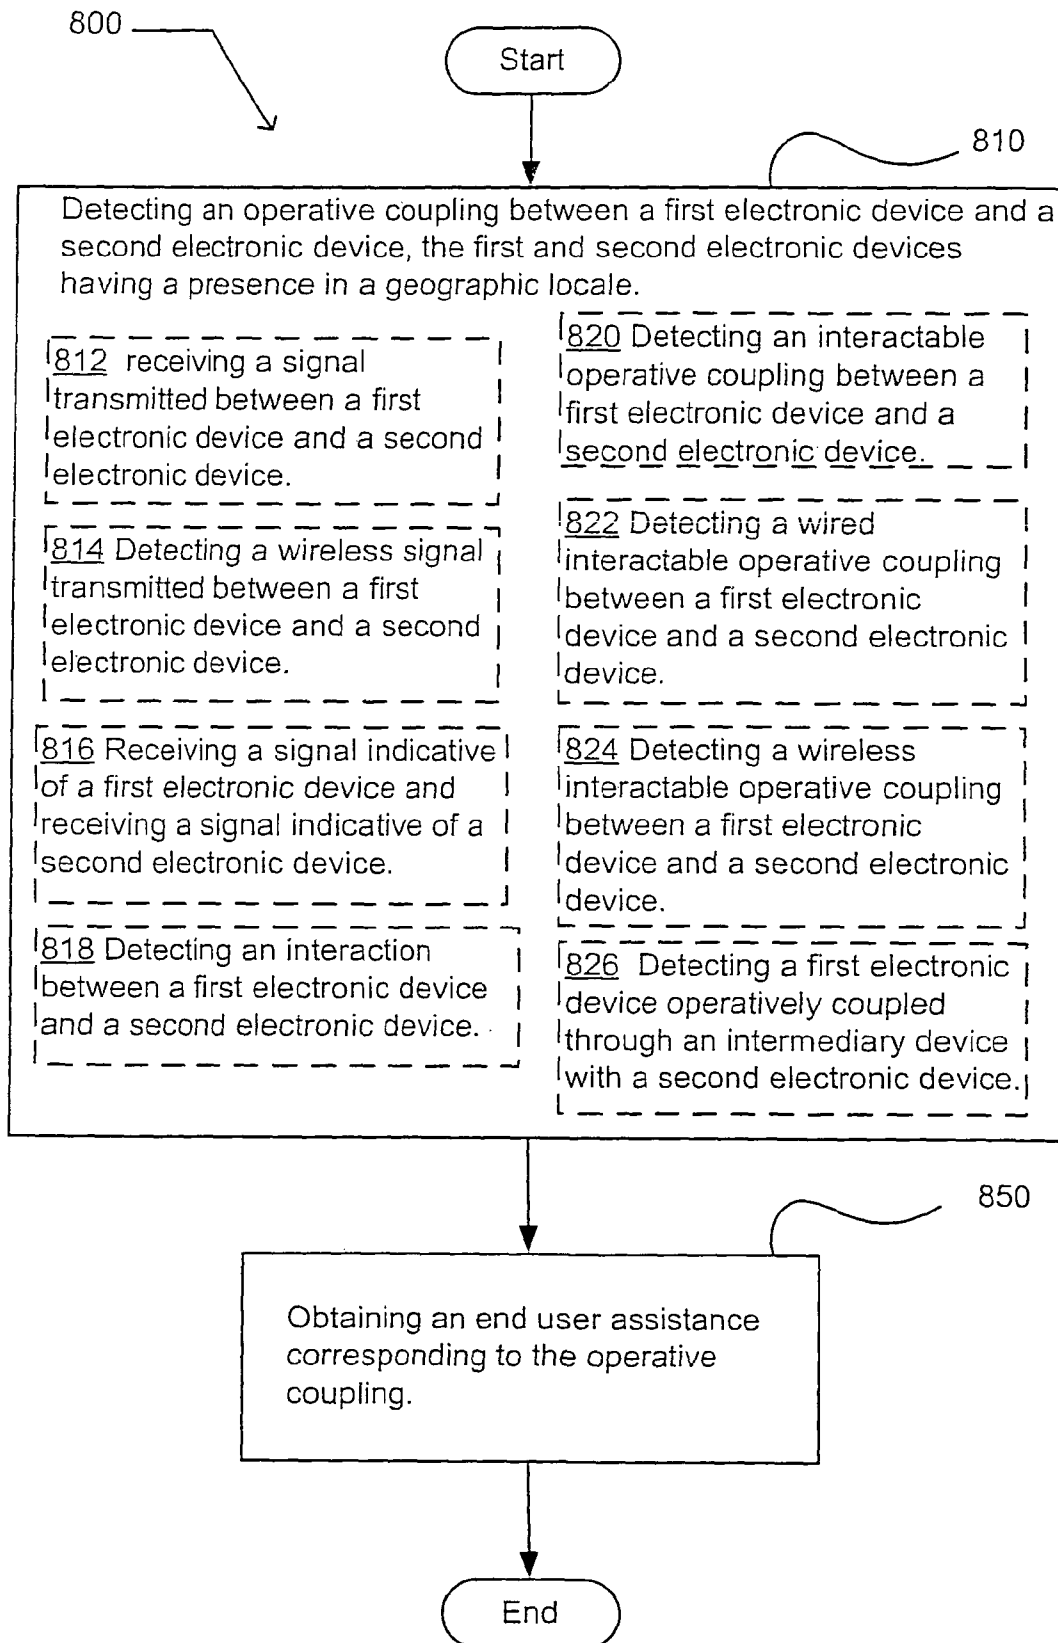 800
Start
810
Detecting an operative coupling between a first electronic device and a
second electronic device, the first and second electronic devices
having a presence in a geographic locale.
812 receiving a signal
transmitted between a first
electronic device and a second
electronic device.
814 Detecting a wireless signal
transmitted between a first
electronic device and a second
electronic device.
816 Receiving a signal indicative
of a first electronic device and
receiving a signal indicative of a
second electronic device.
818 Detecting an interaction
between a first electronic device
and a second electronic device.
820 Detecting an interactable
operative coupling between a
first electronic device and a
second electronic device.
822 Detecting a wired
interactable operative coupling
between a first electronic
device and a second electronic
device.
824 Detecting a wireless
interactable operative coupling
between a first electronic
device and a second electronic
device.
826 Detecting a first electronic
device operatively coupled
through an intermediary device
with a second electronic device.
850
Obtaining an end user assistance
corresponding to the operative
coupling.
End